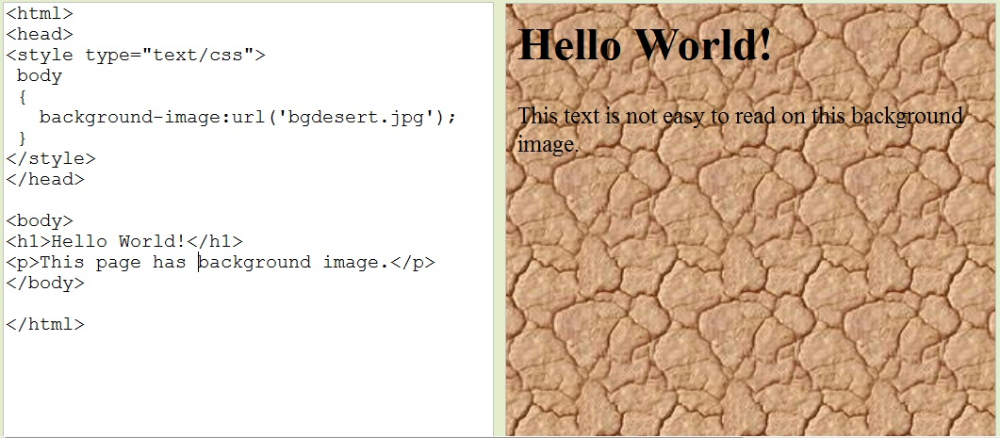 <html>
<head>
<style type="text/css">
 body
 {
   background-image:url('bgdesert.jpg');
 }
</style>
</head>
<body>
<h1>Hello World!</h1>
<p>This page has background image.</p>
</body>
</html>
Hello World!
This text is not easy to read on this background
image.